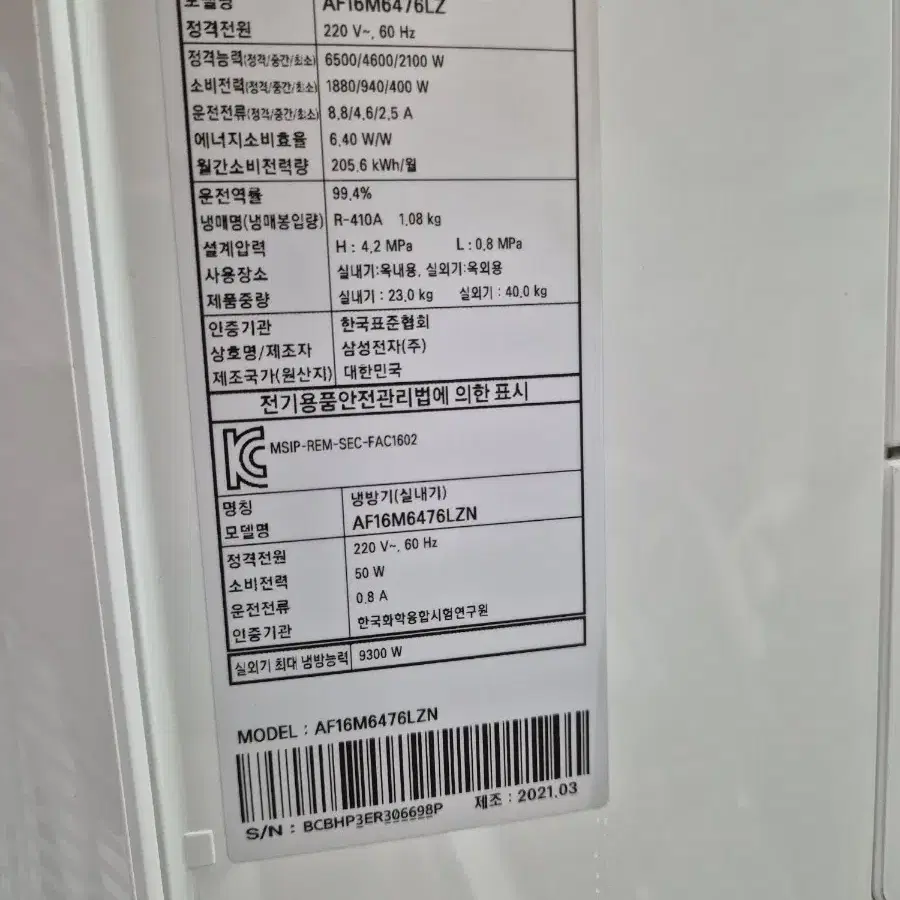 모델명 AF16M6476LZ
정격전원 220 V~, 60 Hz
정격능력(정격/중간/최소) 6500/4600/2100 W
소비전력(정격/중간/최소) 1880/940/400 W
운전전류(정격/중간/최소) 8.8/4.6/2.5 A
에너지소비효율 6.40 W/W
월간소비전력량 205.6 kWh/월
운전역률 99.4%
냉매명(냉매봉입량) R-410A 1.08 kg
설계압력 H : 4.2 MPa L : 0.8 MPa
사용장소 실내기:옥내용, 실외기:옥외용
제품중량 실내기 : 23.0 kg 실외기 : 40.0 kg
인증기관 한국표준협회
상호명/제조자 삼성전자(주)
제조국가(원산지) 대한민국
전기용품안전관리법에 의한 표시
MSIP-REM-SEC-FAC1602
명칭 냉방기(실내기)
모델명 AF16M6476LZN
정격전원 220 V~, 60 Hz
소비전력 50 W
운전전류 0.8 A
인증기관 한국화학융합시험연구원
실외기 최대 냉방능력 9300 W
MODEL : AF16M6476LZN
S/N : BCBHP3ER306698P 제조 : 2021.03